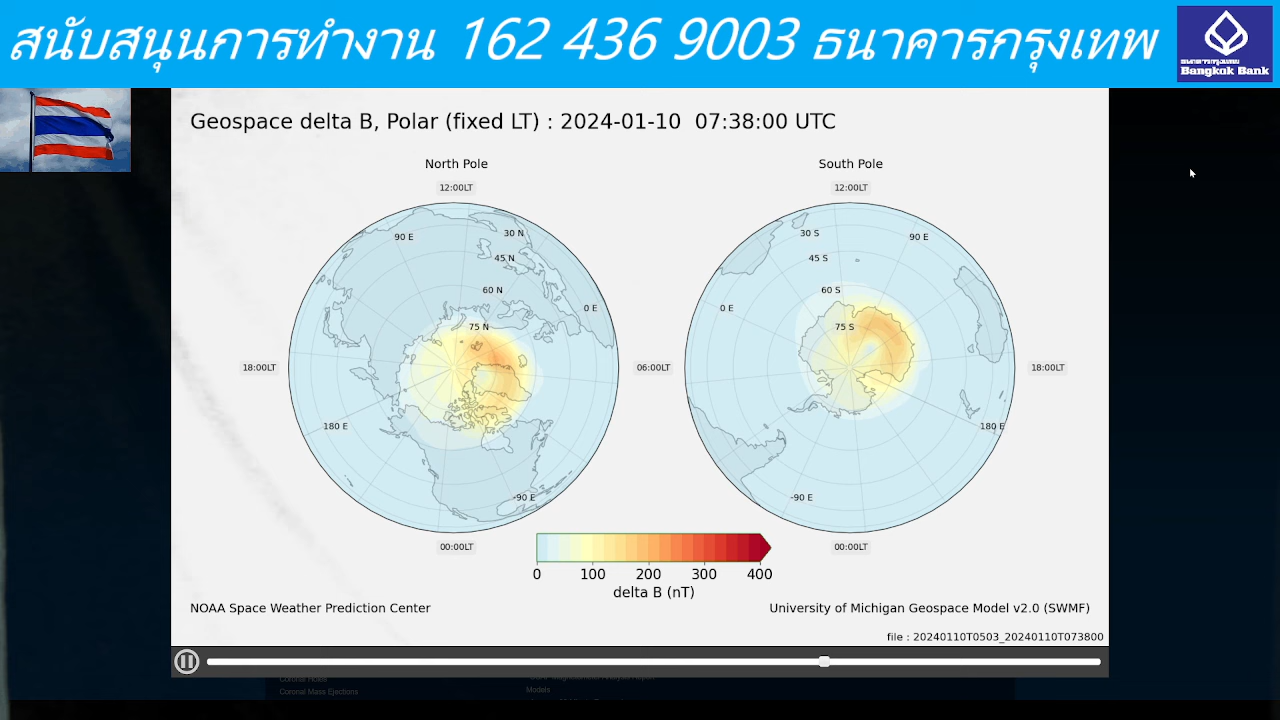 สนับสนุนการทำงาน 162 436 9003 ธนาคารกรุงเทพ
Bangkok Bank
Geospace delta B, Polar (fixed LT) : 2024-01-10 07:38:00 UTC
North Pole
South Pole
12:00LT
12:00LT
90 E
30 N
30 S
90 E
45 N
45 S
60 N
60 S
0 E
0 E
75 N
75 S
18:00LT
06:00LT
18:00LT
180 E
180 E
-90 E
-90 E
00:00LT
00:00LT
0 100 200 300 400
delta B (nT)
NOAA Space Weather Prediction Center
University of Michigan Geospace Model v2.0 (SWMF)
file : 20240110T0503_20240110T073800
Coronal Holes
Coronal Mass Ejections
Models